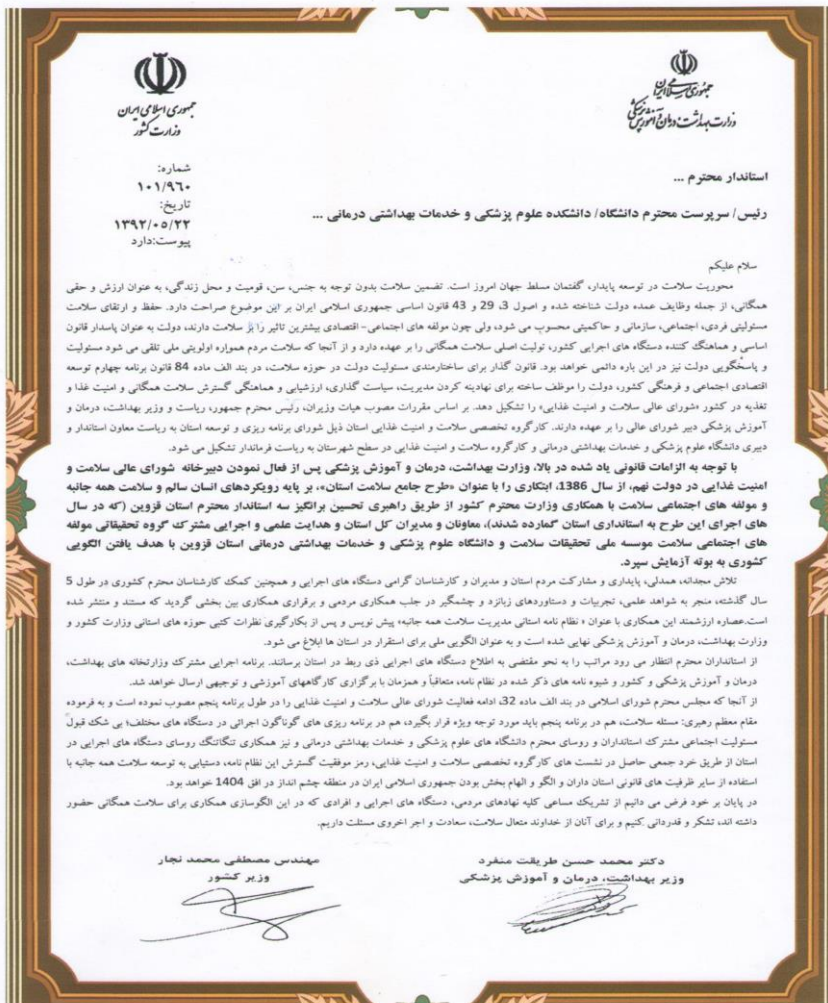 جمهوری اسلامی ایران
وزارت بهداشت درمان و آموزش پزشکی
جمهوری اسلامی ایران
وزارت کشور
شماره:
۱۰۱/۹۶۰
تاریخ:
۱۳۹۲/۰۵/۲۲
پیوست:دارد
استاندار محترم ...
رئیس/ سرپرست محترم دانشگاه/ دانشکده علوم پزشکی و خدمات بهداشتی درمانی ...
سلام علیکم
محوریت سلامت در توسعه پایدار، گفتمان مسلط جهان امروز است. تضمین سلامت بدون توجه به جنس، سن، قومیت و محل زندگی، به عنوان ارزش و حقی
همگانی، از جمله وظایف عمده دولت شناخته شده و اصول 3، 29 و 43 قانون اساسی جمهوری اسلامی ایران بر این موضوع صراحت دارد. حفظ و ارتقای سلامت
مسئولیتی فردی، اجتماعی، سازمانی و حاکمیتی محسوب می شود، ولی چون مولفه های اجتماعی- اقتصادی بیشترین تاثیر را بر سلامت دارند، دولت به عنوان پاسدار قانون
اساسی و هماهنگ کننده دستگاه های اجرایی کشور، تولیت اصلی سلامت همگانی را بر عهده دارد و از آنجا که سلامت مردم همواره اولویتی ملی تلقی می شود مسئولیت
و پاسخگویی دولت نیز در این باره دائمی خواهد بود. قانون گذار برای ساختارمندی مسئولیت دولت در حوزه سلامت، در بند الف ماده 84 قانون برنامه چهارم توسعه
اقتصادی اجتماعی و فرهنگی کشور، دولت را موظف ساخته برای نهادینه کردن مدیریت، سیاست گذاری، ارزشیابی و هماهنگی گسترش سلامت همگانی و امنیت غذا و
تغذیه در کشور «شورای عالی سلامت و امنیت غذایی» را تشکیل دهد. بر اساس مقررات مصوب هیات وزیران، رئیس محترم جمهور، ریاست و وزیر بهداشت، درمان و
آموزش پزشکی دبیر شورای عالی را بر عهده دارند. کارگروه تخصصی سلامت و امنیت غذایی استان ذیل شورای برنامه ریزی و توسعه استان به ریاست معاون استاندار و
دبیری دانشگاه علوم پزشکی و خدمات بهداشتی درمانی و کارگروه سلامت و امنیت غذایی در سطح شهرستان به ریاست فرماندار تشکیل می شود.
با توجه به الزامات قانونی یاد شده در بالا، وزارت بهداشت، درمان و آموزش پزشکی پس از فعال نمودن دبیرخانه شورای عالی سلامت و
امنیت غذایی در دولت نهم، از سال 1386، ابتکاری را با عنوان «طرح جامع سلامت استان»، بر پایه رویکردهای انسان سالم و سلامت همه جانبه
و مولفه های اجتماعی سلامت با همکاری وزارت محترم کشور از طریق راهبری تحسین برانگیز سه استاندار محترم استان قزوین (که در سال
های اجرای این طرح به استانداری استان گمارده شدند)، معاونان و مدیران کل استان و هدایت علمی و اجرایی مشترک گروه تحقیقاتی مولفه
های اجتماعی سلامت موسسه ملی تحقیقات سلامت و دانشگاه علوم پزشکی و خدمات بهداشتی درمانی استان قزوین با هدف یافتن الگویی
کشوری به بوته آزمایش سپرد.
تلاش مجدانه، همدلی، پایداری و مشارکت مردم استان و مدیران و کارشناسان گرامی دستگاه های اجرایی و همچنین کمک کارشناسان محترم کشوری در طول 5
سال گذشته، منجر به شواهد علمی، تجربیات و دستاوردهای زبانزد و چشمگیر در جلب همکاری مردمی و برقراری همکاری بین بخشی گردید که مستند و منتشر شده
است.عصاره ارزشمند این همکاری با عنوان « نظام نامه استانی مدیریت سلامت همه جانبه» پیش نویس و پس از بکارگیری نظرات کتبی حوزه های استانی وزارت کشور و
وزارت بهداشت، درمان و آموزش پزشکی نهایی شده است و به عنوان الگویی ملی برای استقرار در استان ها ابلاغ می شود.
از استانداران محترم انتظار می رود مراتب را به نحو مقتضی به اطلاع دستگاه های اجرایی ذی ربط در استان برسانند. برنامه اجرایی مشترک وزارتخانه های بهداشت،
درمان و آموزش پزشکی و کشور و شیوه نامه های ذکر شده در نظام نامه، متعاقباً و همزمان با برگزاری کارگاههای آموزشی و توجیهی ارسال خواهد شد.
از آنجا که مجلس محترم شورای اسلامی در بند الف ماده 32، ادامه فعالیت شورای عالی سلامت و امنیت غذایی را در طول برنامه پنجم مصوب نموده است و به فرموده
مقام معظم رهبری: مسئله سلامت، هم در برنامه پنجم باید مورد توجه ویژه قرار بگیرد، هم در برنامه ریزی های گوناگون اجرائی در دستگاه های مختلف؛ بی شک قبول
مسئولیت اجتماعی مشترک استانداران و روسای محترم دانشگاه های علوم پزشکی و خدمات بهداشتی درمانی و نیز همکاری تنگاتنگ روسای دستگاه های اجرایی در
استان از طریق خرد جمعی حاصل در نشست های کارگروه تخصصی سلامت و امنیت غذایی، رمز موفقیت گسترش این نظام نامه، دستیابی به توسعه سلامت همه جانبه با
استفاده از سایر ظرفیت های قانونی استان داران و الگو و الهام بخش بودن جمهوری اسلامی ایران در منطقه چشم انداز در افق 1404 خواهد بود.
در پایان بر خود فرض می دانیم از تشریک مساعی کلیه نهادهای مردمی، دستگاه های اجرایی و افرادی که در این الگوسازی همکاری برای سلامت همگانی حضور
داشته اند، تشکر و قدردانی کنیم و برای آنان از خداوند متعال سلامت، سعادت و اجر اخروی مسئلت داریم.
دکتر محمد حسن طریقت منفرد
وزیر بهداشت، درمان و آموزش پزشکی
مهندس مصطفی محمد نجار
وزیر کشور